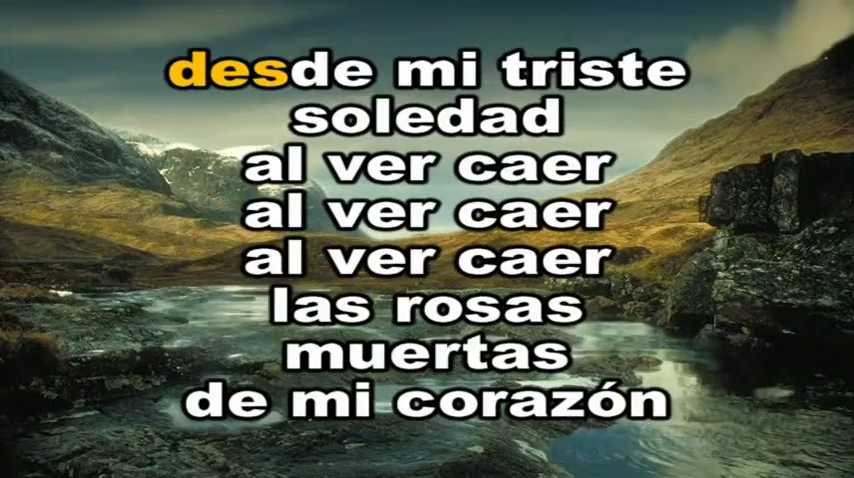 desde mi triste
soledad
al ver caer
al ver caer
al ver caer
las rosas
muertas
de mi corazón